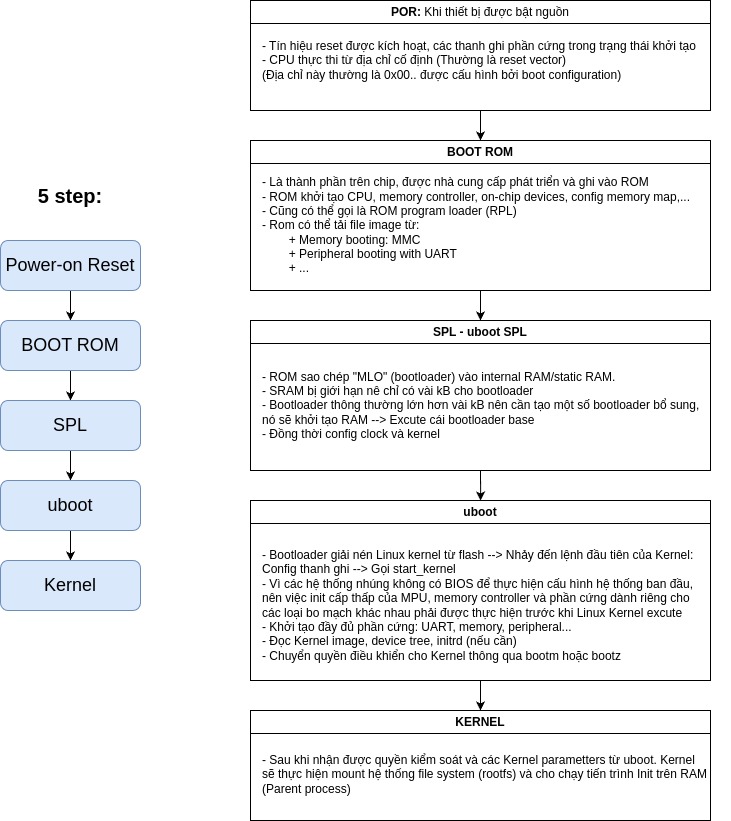 5 step:
Power-on Reset
BOOT ROM
SPL
uboot
Kernel
POR: Khi thiết bị được bật nguồn
- Tín hiệu reset được kích hoạt, các thanh ghi phần cứng trong trạng thái khởi tạo
- CPU thực thi từ địa chỉ cố định (Thường là reset vector)
(Địa chỉ này thường là 0x00.. được cấu hình bởi boot configuration)
BOOT ROM
- Là thành phần trên chip, được nhà cung cấp phát triển và ghi vào ROM
- ROM khởi tạo CPU, memory controller, on-chip devices, config memory map,...
- Cũng có thể gọi là ROM program loader (RPL)
- Rom có thể tải file image từ:
+ Memory booting: MMC
+ Peripheral booting with UART
+ ...
SPL - uboot SPL
- ROM sao chép "MLO" (bootloader) vào internal RAM/static RAM.
- SRAM bị giới hạn nê chỉ có vài kB cho bootloader
- Bootloader thông thường lớn hơn vài kB nên cần tạo một số bootloader bổ sung,
nó sẽ khởi tạo RAM --> Excute cái bootloader base
- Đồng thời config clock và kernel
uboot
- Bootloader giải nén Linux kernel từ flash --> Nhảy đến lệnh đầu tiên của Kernel:
Config thanh ghi --> Gọi start_kernel
- Vì các hệ thống nhúng không có BIOS để thực hiện cấu hình hệ thống ban đầu,
nên việc init cấp thấp của MPU, memory controller và phần cứng dành riêng cho
các loại bo mạch khác nhau phải được thực hiện trước khi Linux Kernel excute
- Khởi tạo đầy đủ phần cứng: UART, memory, peripheral...
- Đọc Kernel image, device tree, initrd (nếu cần)
- Chuyển quyền điều khiển cho Kernel thông qua bootm hoặc bootz
KERNEL
- Sau khi nhận được quyền kiểm soát và các Kernel parametters từ uboot. Kernel
sẽ thực hiện mount hệ thống file system (rootfs) và cho chạy tiến trình Init trên RAM
(Parent process)